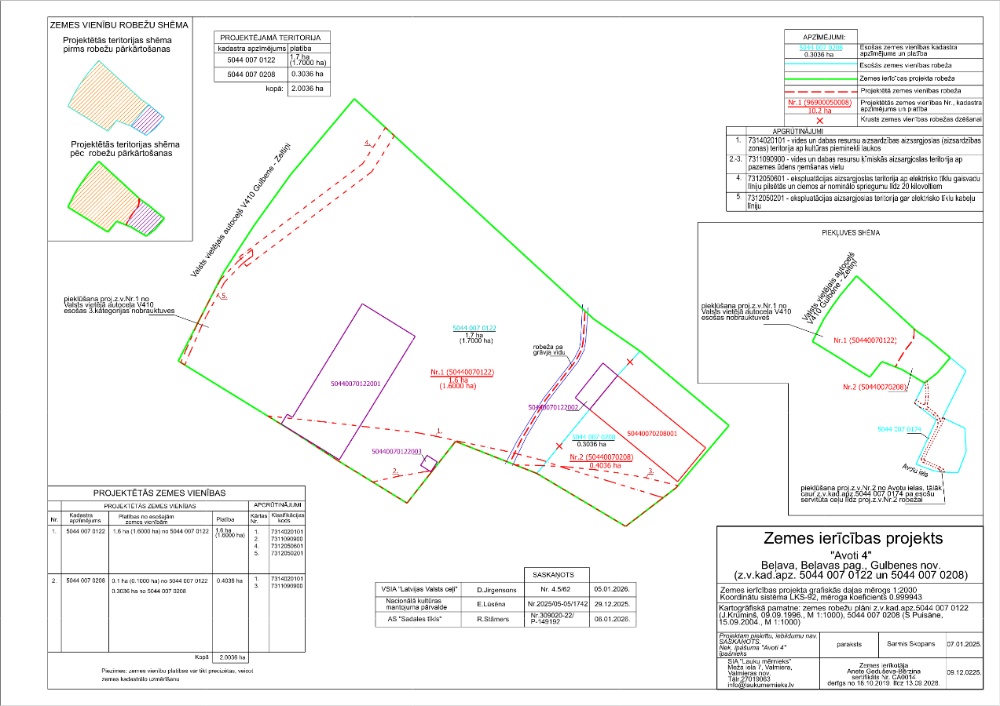 ZEMES VIENĪBU ROBEŽU SHĒMA
Projektētās teritorijas shēma
pirms robežu pārkārtošanas
Projektētās teritorijas shēma
pēc robežu pārkārtošanas
PROJEKTĒJAMĀ TERITORIJA
kadastra apzīmējums platība
5044 007 0122 1.7 ha
(1.7000 ha)
5044 007 0208 0.3036 ha
kopā: 2.0036 ha
APZĪMĒJUMI:
5044 007 0208
0.3036 ha
Esošās zemes vienības kadastra
apzīmējums un platība
Esošās zemes vienības robeža
Zemes ierīcības projekta robeža
Projektētā zemes vienības robeža
Nr.1 (96900050008)
10.2 ha
Projektētās zemes vienības Nr., kadastra
apzīmējums un platība
Krusts zemes vienības robežas dzēšanai
APGRŪTINĀJUMI
1. 7314020101 - vides un dabas resursu aizsardzības aizsargjoslas (aizsardzības
zonas) teritorija ap kultūras pieminekli laukos
2.-3. 7311090900 - vides un dabas resursu ķīmiskās aizsargjoslas teritorija ap
pazemes ūdens ņemšanas vietu
4. 7312050601 - ekspluatācijas aizsargjoslas teritorija ap elektrisko tīklu gaisvadu
līniju pilsētās un ciemos ar nominālo spriegumu līdz 20 kilovoltiem
5. 7312050201 - ekspluatācijas aizsargjoslas teritorija gar elektrisko tīklu kabeļu
līniju
PIEKĻUVES SHĒMA
Valsts vietējais autoceļš
V410 Gulbene - Zeltiņi
piekļūšana proj.z.v.Nr.1 no
Valsts vietējā autoceļa V410
esošās nobrauktuves
Nr.1 (50440070122)
Nr.2 (50440070208)
5044 007 0174
Avotu iela
piekļūšana proj.z.v.Nr.2 no Avotu ielas, tālāk
caur z.v.kad.apz.5044 007 0174 pa esošu
servitūta ceļu līdz proj.z.v.Nr.2 robežai
Valsts vietējais autoceļš V410 Gulbene - Zeltiņi
4.
5.
piekļūšana proj.z.v.Nr.1 no
Valsts vietējā autoceļa V410
esošās 3.kategorijas nobrauktuves
5044 007 0122
1.7 ha
(1.7000 ha)
Nr.1 (50440070122)
1.6 ha
(1.6000 ha)
robeža pa
grāvja vidu
50440070122001
50440070122002
50440070122003
50440070208001
5044 007 0208
0.3036 ha
Nr.2 (50440070208)
0.4036 ha
1.
2.
3.
PROJEKTĒTĀS ZEMES VIENĪBAS
PROJEKTĒTĀS ZEMES VIENĪBAS APGRŪTINĀJUMI
Nr. Kadastra
apzīmējums
Platības no esošajām
zemes vienībām
Platība
Kārtas
Nr.
Klasifikācijas
kods
1. 5044 007 0122 1.6 ha (1.6000 ha) no 5044 007 0122 1.6 ha
(1.6000 ha)
1. 7314020101
2. 7311090900
4. 7312050601
5. 7312050201
2. 5044 007 0208 0.1 ha (0.1000 ha) no 5044 007 0122 0.4036 ha
0.3036 ha no 5044 007 0208
1. 7314020101
3. 7311090900
Kopā 2.0036 ha
Piezīmes: zemes vienību platības var tikt precizētas, veicot
zemes kadastrālo uzmērīšanu
SASKAŅOTS
VSIA "Latvijas Valsts ceļi" D.Jirgensons Nr. 4.5/62 05.01.2026.
Nacionālā kultūras
mantojuma pārvalde
E.Lūsēna Nr.2025/05-05/1742 29.12.2025.
AS "Sadales tīkls" R.Stāmers Nr.309020-22/
P-149192
06.01.2026.
Zemes ierīcības projekts
"Avoti 4"
Beļava, Beļavas pag., Gulbenes nov.
(z.v.kad.apz. 5044 007 0122 un 5044 007 0208)
Zemes ierīcības projekta grafiskās daļas mērogs 1:2000
Koordinātu sistēma LKS-92, mēroga koeficients 0.999943
Kartogrāfiskā pamatne: zemes robežu plāni z.v.kad.apz.5044 007 0122
(J.Krūmiņš, 09.09.1996., M 1:1000), 5044 007 0208 (S Puisāne,
15.09.2004., M 1:1000)
Projektam piekrītu, iebildumu nav.
SASKAŅOTS.
Nek. īpašuma "Avoti 4"
īpašnieks
paraksts
Sarmis Skopans
07.01.2025.
SIA "Lauku mērnieks"
Meža iela 7, Valmiera,
Valmieras nov.
Tālr.27019063
info@laukumernieks.lv
Zemes ierīkotāja
Anete Geduševa-Bērziņa
sertifikāts Nr. CA0014
derīgs no 18.10.2019. līdz 13.09.2028.
09.12.0225.